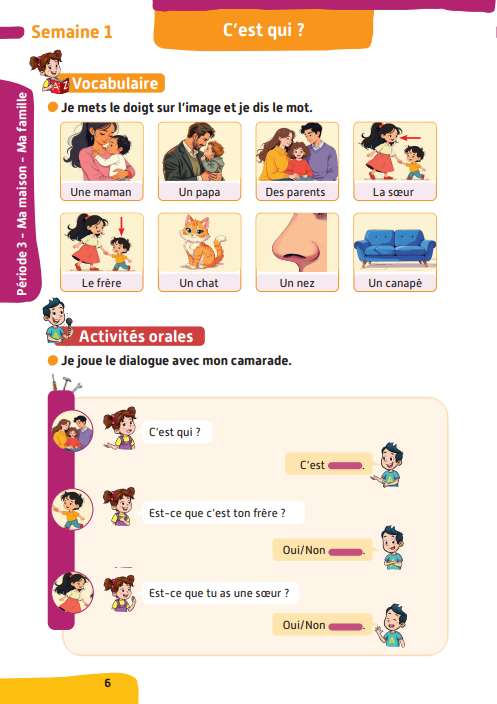 Semaine 1
C'est qui ?
Période 3 - Ma maison - Ma famille
A Z
Vocabulaire
Je mets le doigt sur l'image et je dis le mot.
Une maman
Un papa
Des parents
La sœur
Le frère
Un chat
Un nez
Un canapé
Activités orales
Je joue le dialogue avec mon camarade.
C'est qui ?
C'est .
Est-ce que c'est ton frère ?
Oui/Non .
Est-ce que tu as une sœur ?
Oui/Non .
6